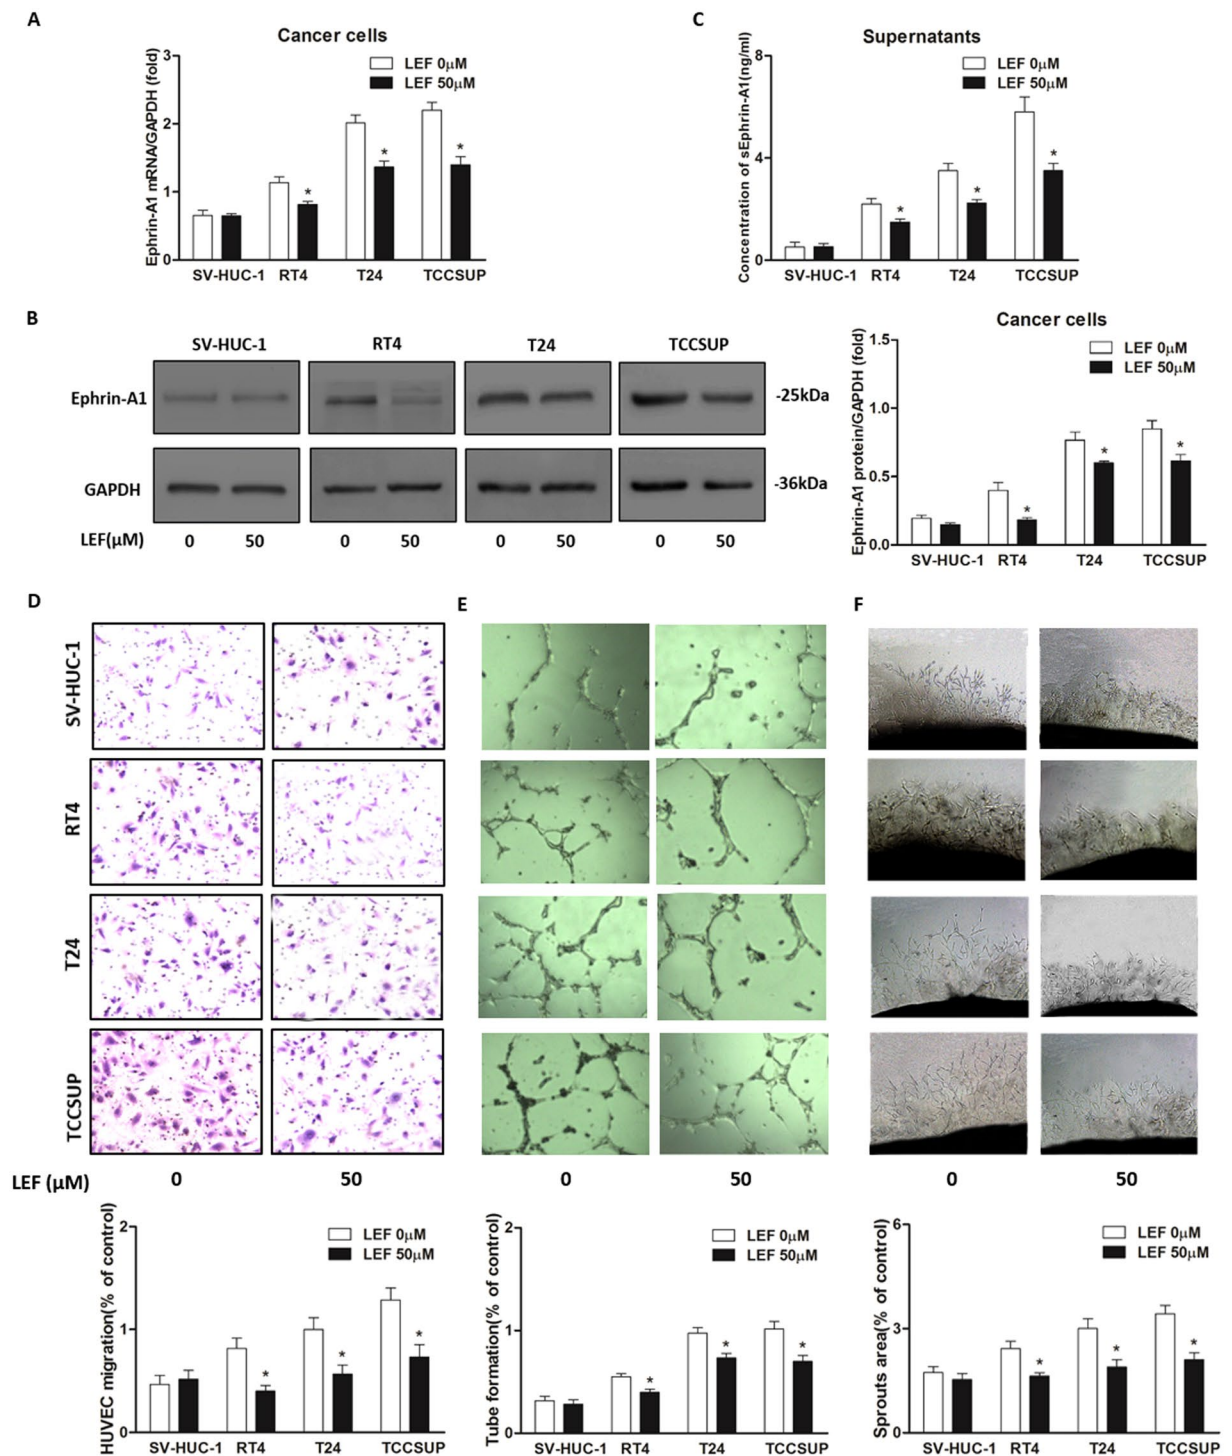 A
Cancer cells
Ephrin-A1 mRNA/GAPDH (fold)
3
2
1
0
LEF 0μM
LEF 50μM
*
*
*
SV-HUC-1 RT4 T24 TCCSUP
C
Supernatants
Concentration of sEphrin-A1(ng/ml)
8
4
0
LEF 0μM
LEF 50μM
*
*
*
SV-HUC-1 RT4 T24 TCCSUP
B
SV-HUC-1 RT4 T24 TCCSUP
Ephrin-A1 -25kDa
GAPDH -36kDa
LEF(μM) 0 50 0 50 0 50 0 50
Cancer cells
Ephrin-A1 protein/GAPDH (fold)
1.5
1.0
0.5
0.0
LEF 0μM
LEF 50μM
*
*
*
SV-HUC-1 RT4 T24 TCCSUP
D E F
SV-HUC-1
RT4
T24
TCCSUP
LEF (μM) 0 50 0 50 0 50
HUVEC migration(% of control)
2
1
0
LEF 0μM
LEF 50μM
*
*
*
SV-HUC-1 RT4 T24 TCCSUP
Tube formation(% of control)
2
1
0
LEF 0μM
LEF 50μM
*
*
*
SV-HUC-1 RT4 T24 TCCSUP
Sprouts area(% of control)
6
3
0
LEF 0μM
LEF 50μM
*
*
*
SV-HUC-1 RT4 T24 TCCSUP